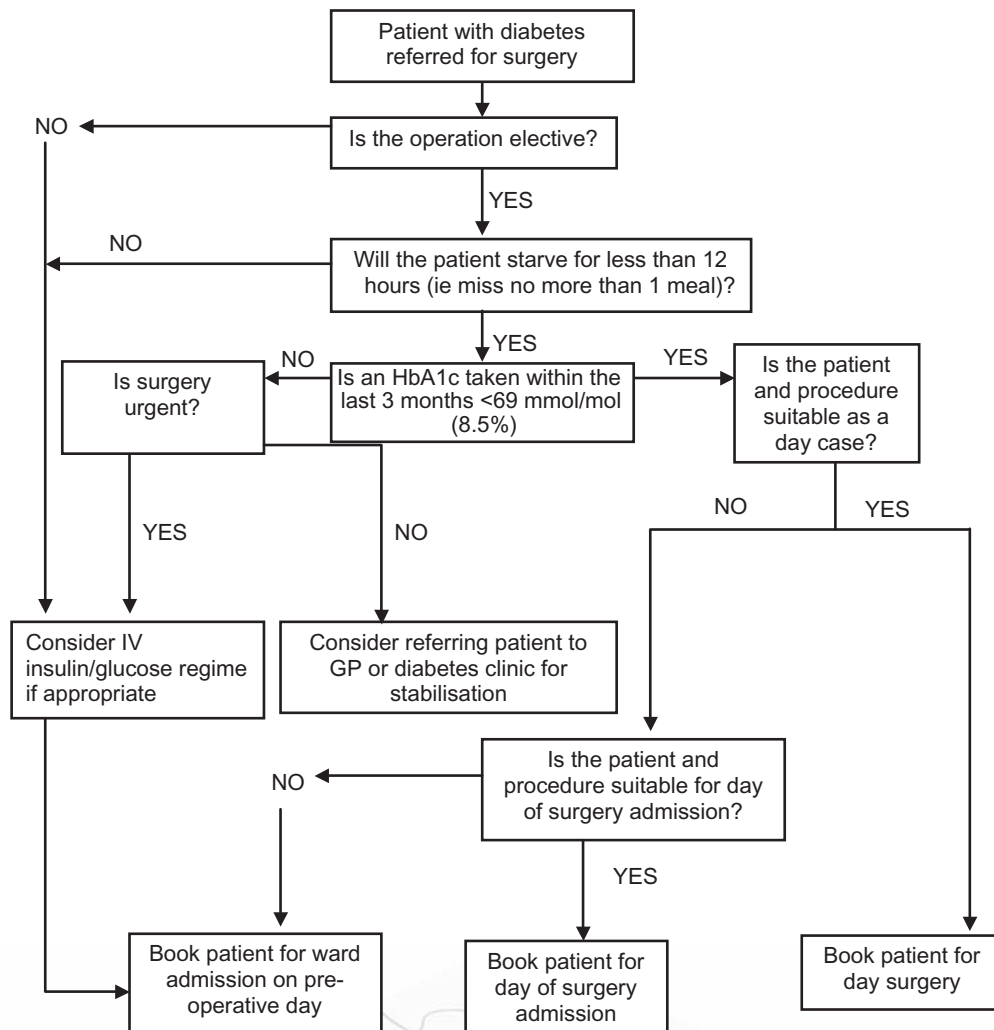 Patient with diabetes
referred for surgery
NO
Is the operation elective?
YES
NO
Will the patient starve for less than 12
hours (ie miss no more than 1 meal)?
YES
NO
YES
Is surgery
urgent?
Is an HbA1c taken within the
last 3 months <69 mmol/mol
(8.5%)
Is the patient
and procedure
suitable as a
day case?
YES
NO
NO
YES
Consider IV
insulin/glucose regime
if appropriate
Consider referring patient to
GP or diabetes clinic for
stabilisation
Is the patient and
procedure suitable for day
of surgery admission?
NO
YES
Book patient for ward
admission on pre-
operative day
Book patient for
day of surgery
admission
Book patient for
day surgery